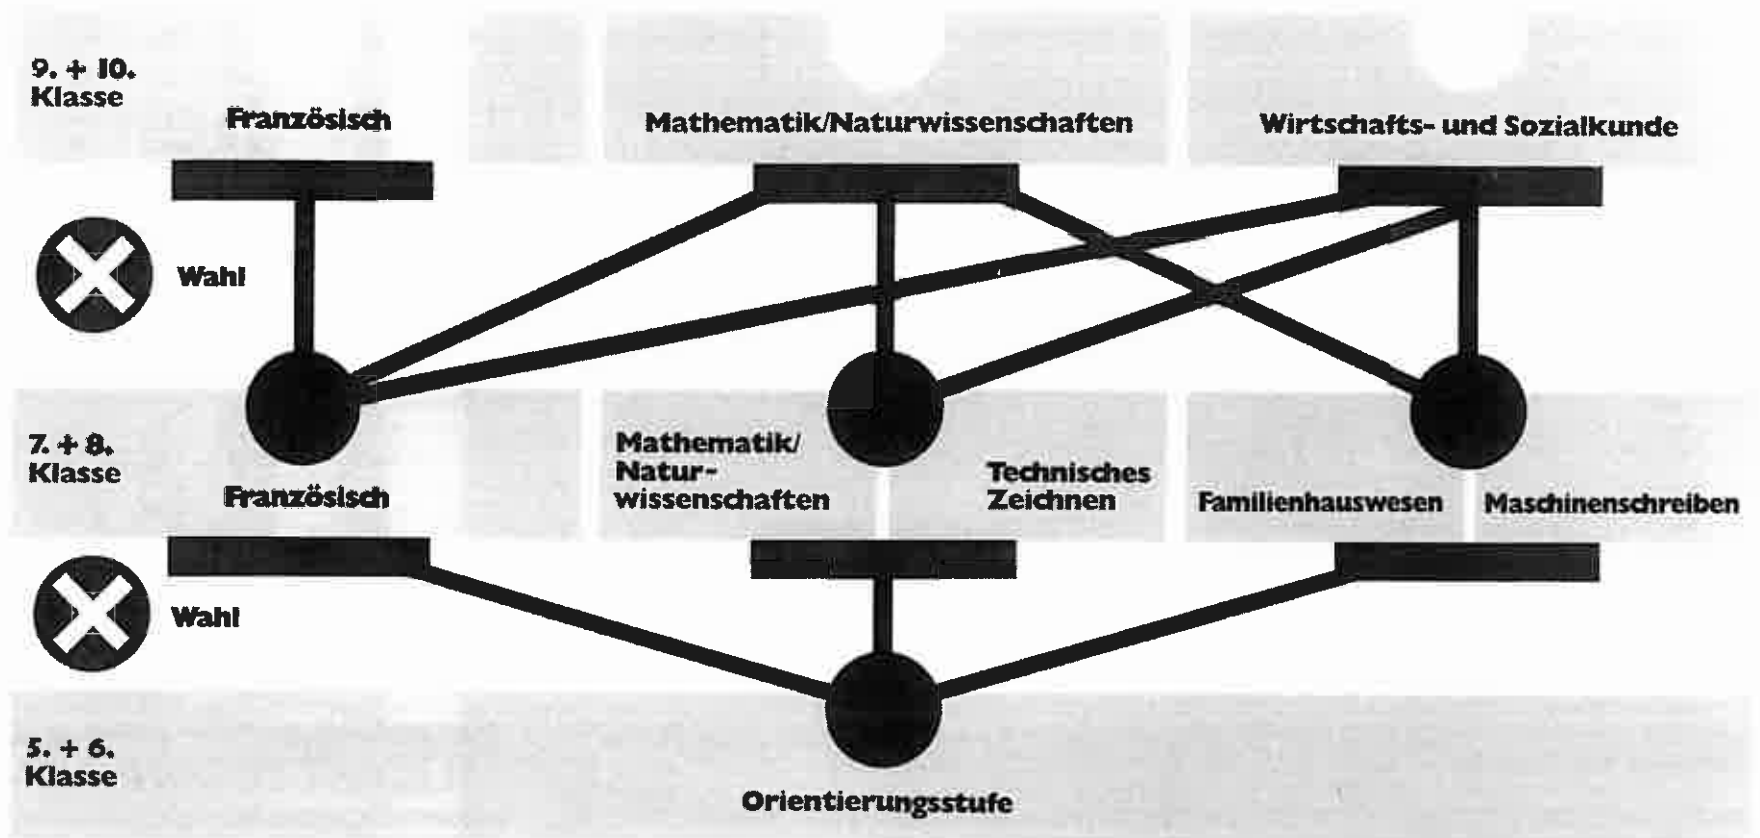 9. + 10.
Klasse
Französisch
Mathematik/Naturwissenschaften
Wirtschafts- und Sozialkunde
Wahl
7. + 8.
Klasse
Französisch
Mathematik/
Natur-
wissenschaften
Technisches
Zeichnen
Familienhauswesen
Maschinenschreiben
Wahl
5. + 6.
Klasse
Orientierungsstufe